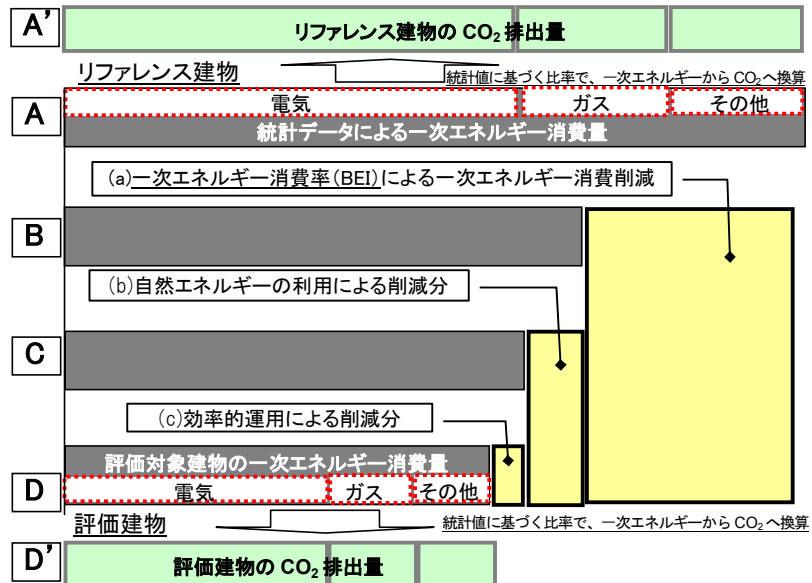 A'
リファレンス建物の CO₂ 排出量
リファレンス建物
統計値に基づく比率で、一次エネルギーから CO₂ へ換算
A
電気
ガス
その他
統計データによる一次エネルギー消費量
(a)一次エネルギー消費率(BEI)による一次エネルギー消費削減
B
(b)自然エネルギーの利用による削減分
C
(c)効率的運用による削減分
評価対象建物の一次エネルギー消費量
D
電気
ガス
その他
評価建物
統計値に基づく比率で、一次エネルギーから CO₂ へ換算
D'
評価建物の CO₂ 排出量